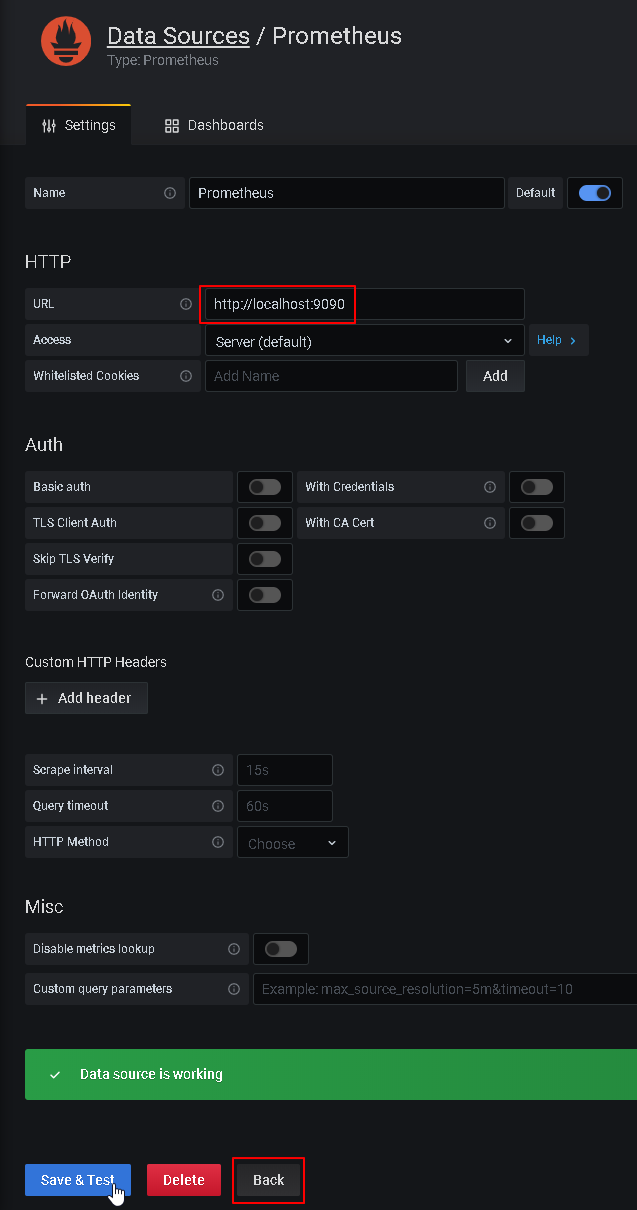 Data Sources / Prometheus
Type: Prometheus
Settings
Dashboards
Name
Prometheus
Default
HTTP
URL
http://localhost:9090
Access
Server (default)
Help
Whitelisted Cookies
Add Name
Add
Auth
Basic auth
With Credentials
TLS Client Auth
With CA Cert
Skip TLS Verify
Forward OAuth Identity
Custom HTTP Headers
+ Add header
Scrape interval
15s
Query timeout
60s
HTTP Method
Choose
Misc
Disable metrics lookup
Custom query parameters
Example: max_source_resolution=5m&timeout=10
Data source is working
Save & Test
Delete
Back